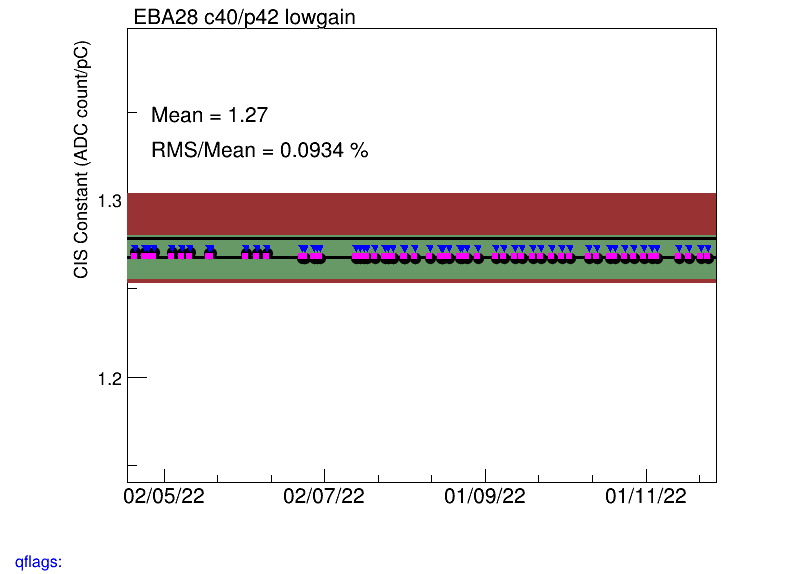 EBA28 c40/p42 lowgain
CIS Constant (ADC count/pC)
Mean = 1.27
RMS/Mean = 0.0934 %
1.3
1.2
02/05/22 02/07/22 01/09/22 01/11/22
qflags: